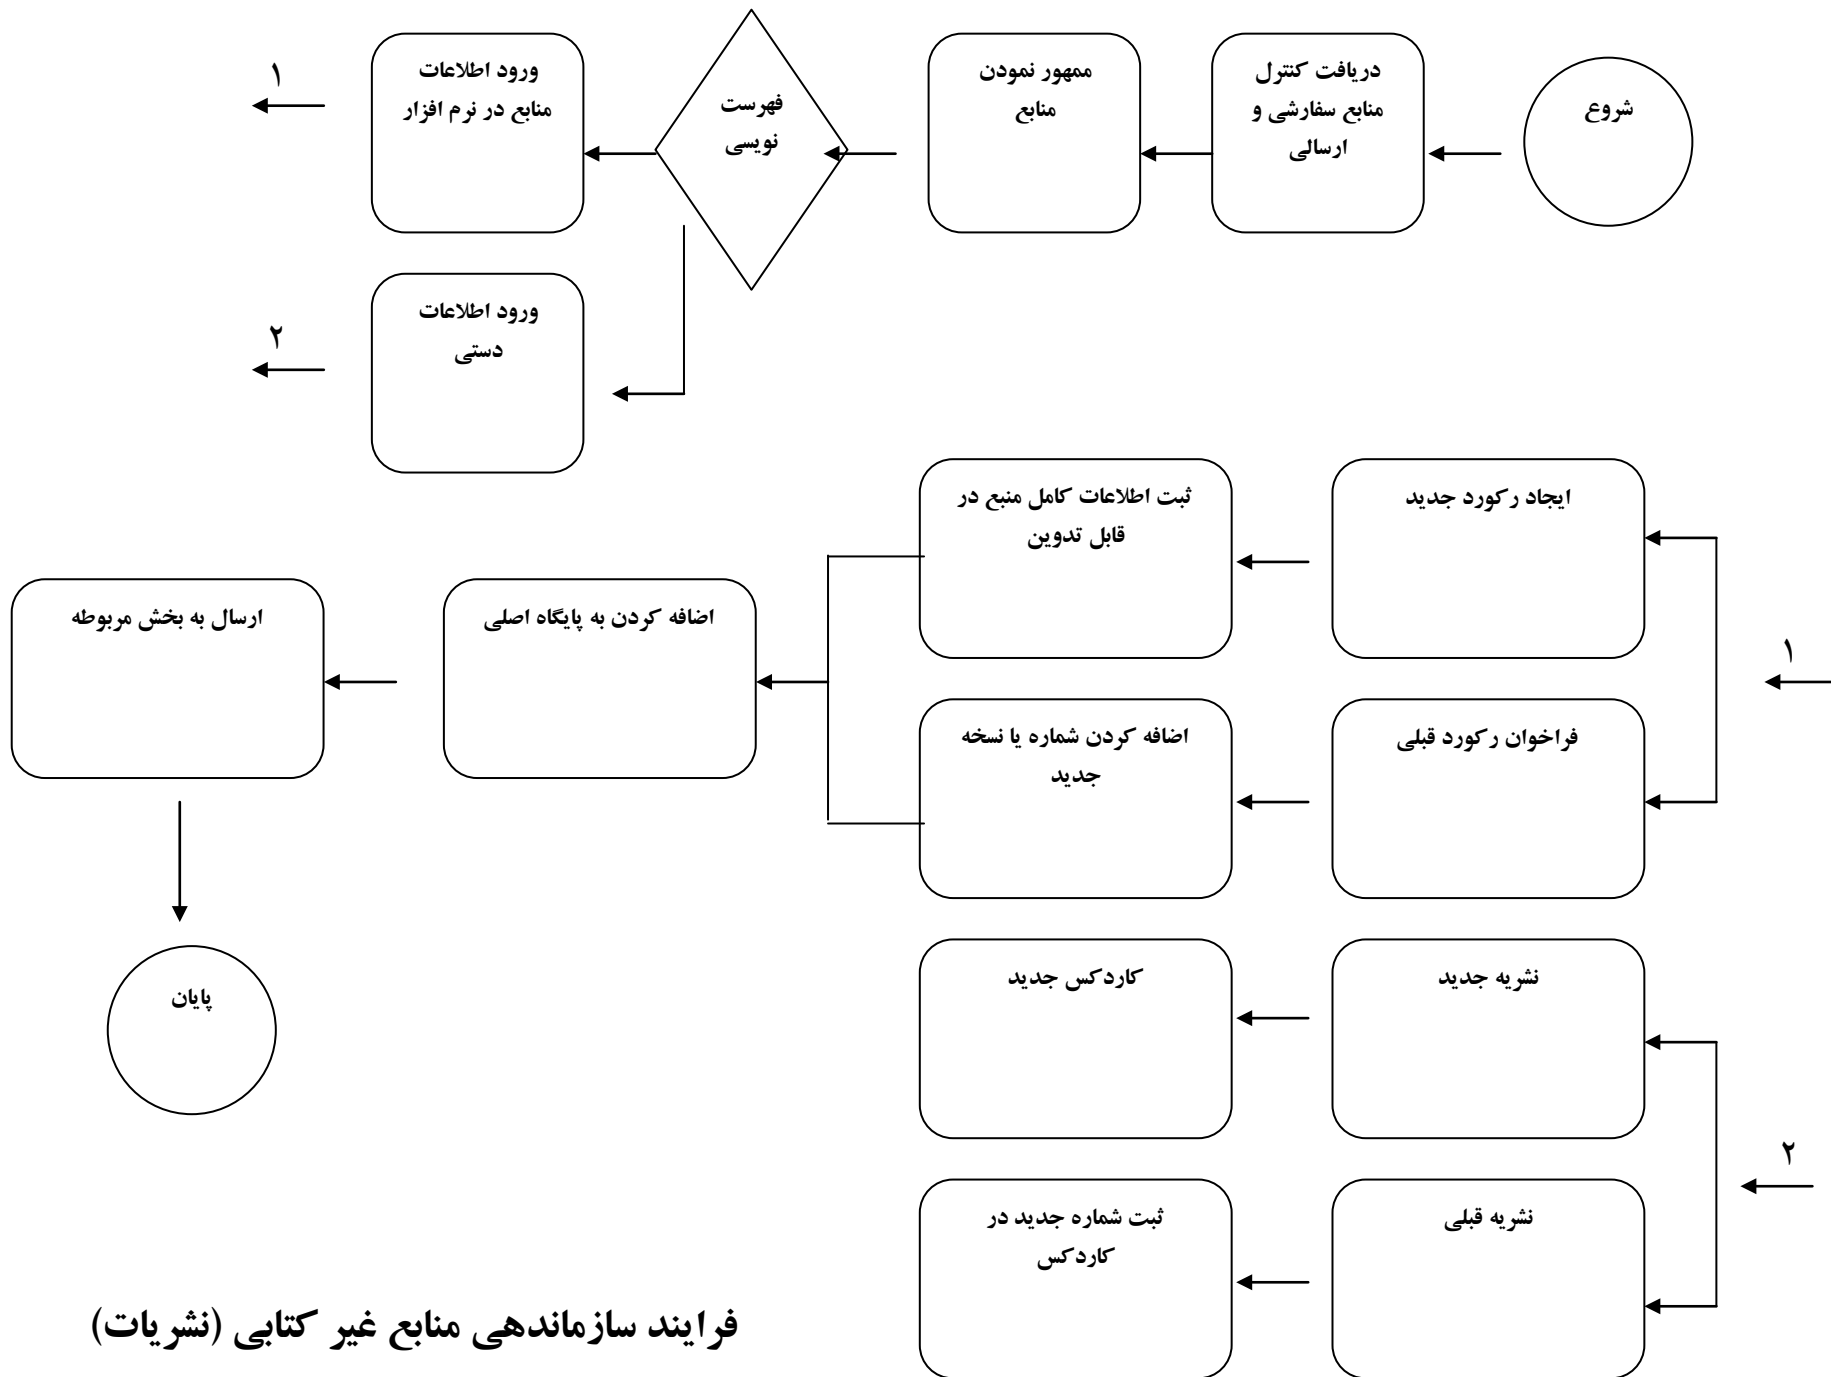 شروع
دریافت کنترل
منابع سفارشی و
ارسالی
ممهور نمودن
منابع
فهرست
نویسی
ورود اطلاعات
منابع در نرم افزار
۱
ورود اطلاعات
دستی
۲
۱
ایجاد رکورد جدید
ثبت اطلاعات کامل منبع در
قابل تدوین
فراخوان رکورد قبلی
اضافه کردن شماره یا نسخه
جدید
اضافه کردن به پایگاه اصلی
ارسال به بخش مربوطه
پایان
۲
نشریه جدید
کاردکس جدید
نشریه قبلی
ثبت شماره جدید در
کاردکس
فرایند سازماندهی منابع غیر کتابی (نشریات)